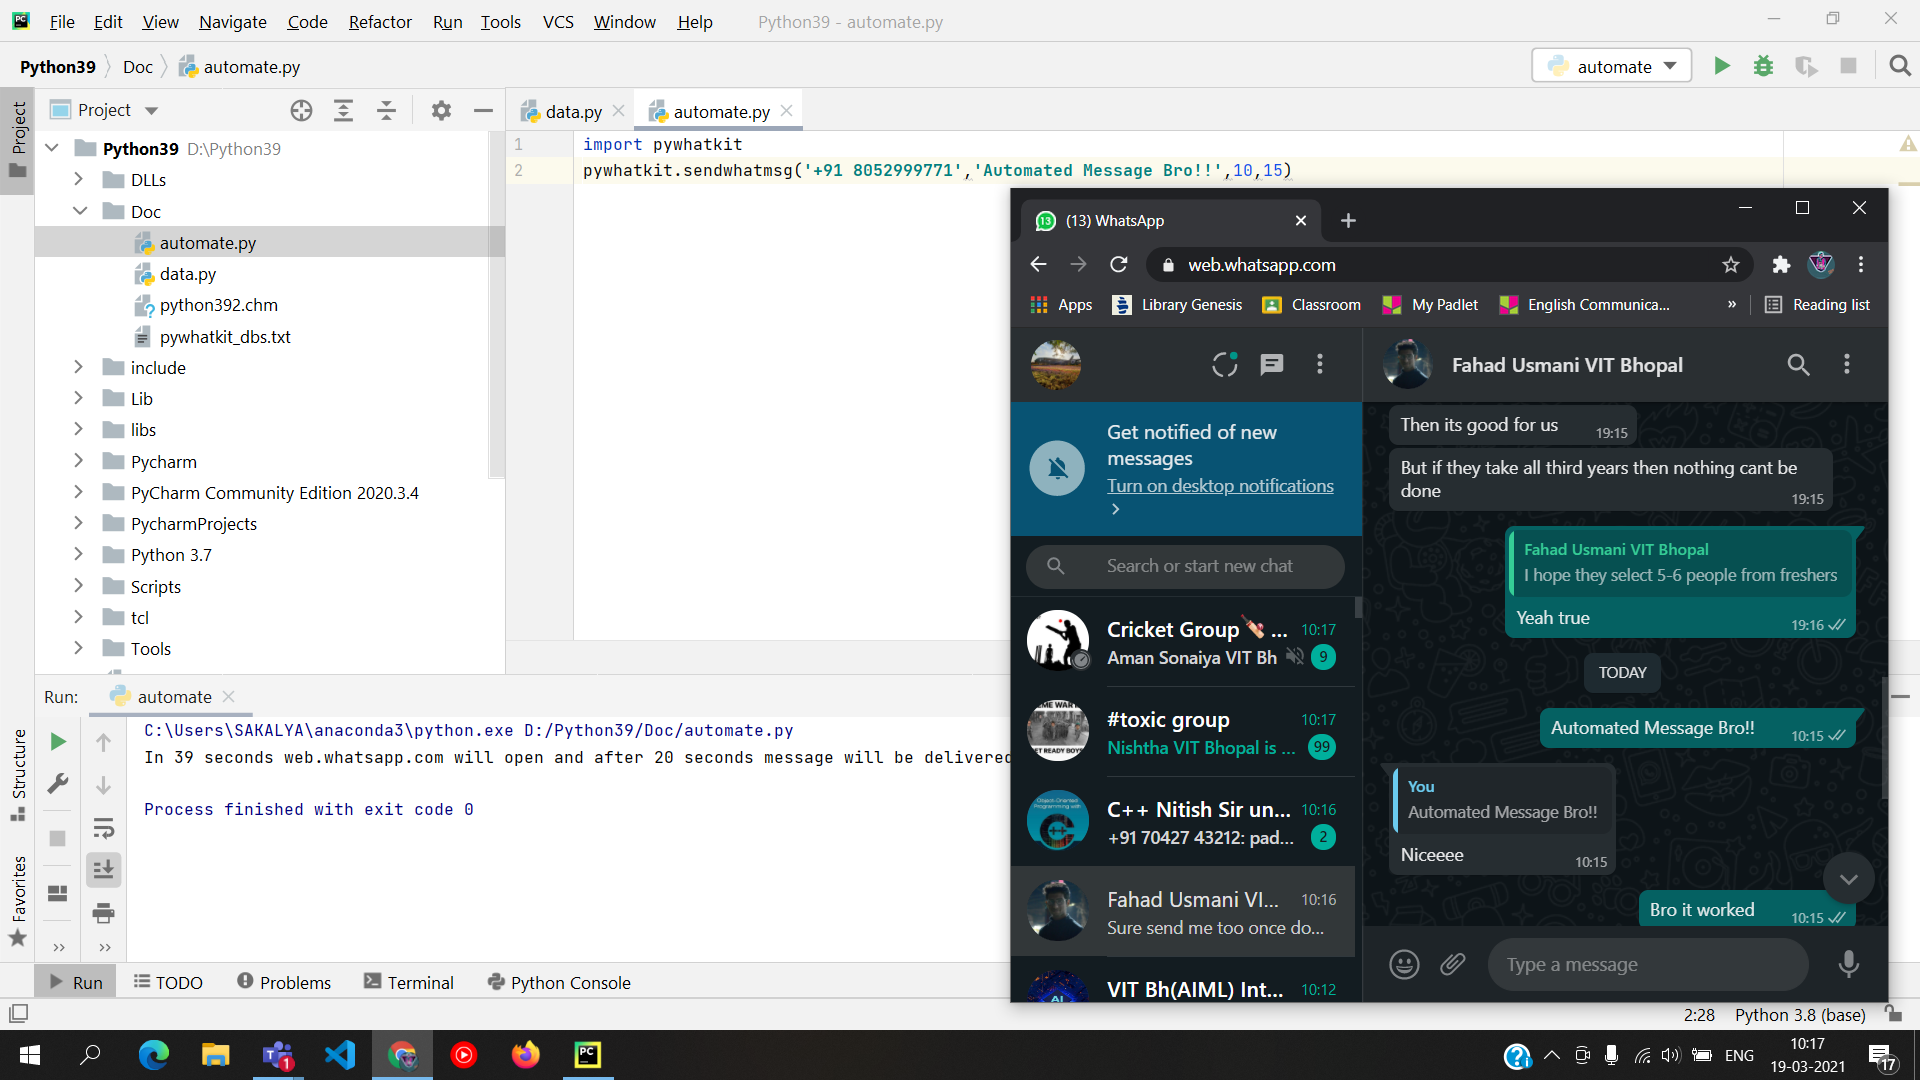 File Edit View Navigate Code Refactor Run Tools VCS Window Help Python39 - automate.py
Python39 Doc automate.py automate
Project
Project
data.py automate.py
Python39 D:\Python39
DLLs
Doc
automate.py
data.py
python392.chm
pywhatkit_dbs.txt
include
Lib
libs
Pycharm
PyCharm Community Edition 2020.3.4
PycharmProjects
Python 3.7
Scripts
tcl
Tools
1 import pywhatkit
2 pywhatkit.sendwhatmsg('+91 8052999771','Automated Message Bro!!',10,15)
Run: automate
C:\Users\SAKALYA\anaconda3\python.exe D:/Python39/Doc/automate.py
In 39 seconds web.whatsapp.com will open and after 20 seconds message will be delivered
Process finished with exit code 0
Structure
Favorites
Run TODO Problems Terminal Python Console
2:28 Python 3.8 (base)
13 (13) WhatsApp
web.whatsapp.com
Apps Library Genesis Classroom My Padlet English Communica... » Reading list
Get notified of new
messages
Turn on desktop notifications
Search or start new chat
Cricket Group🏏 ... 10:17
Aman Sonaiya VIT Bh 9
#toxic group 10:17
Nishtha VIT Bhopal is ... 99
C++ Nitish Sir un... 10:16
+91 70427 43212: pad... 2
Fahad Usmani VI... 10:16
Sure send me too once do...
VIT Bh(AIML) Int... 10:12
AI
Fahad Usmani VIT Bhopal
Then its good for us 19:15
But if they take all third years then nothing cant be
done 19:15
Fahad Usmani VIT Bhopal
I hope they select 5-6 people from freshers
Yeah true 19:16
TODAY
Automated Message Bro!! 10:15
You
Automated Message Bro!!
Niceeee 10:15
Bro it worked 10:15
Type a message
ENG 10:17
19-03-2021 17